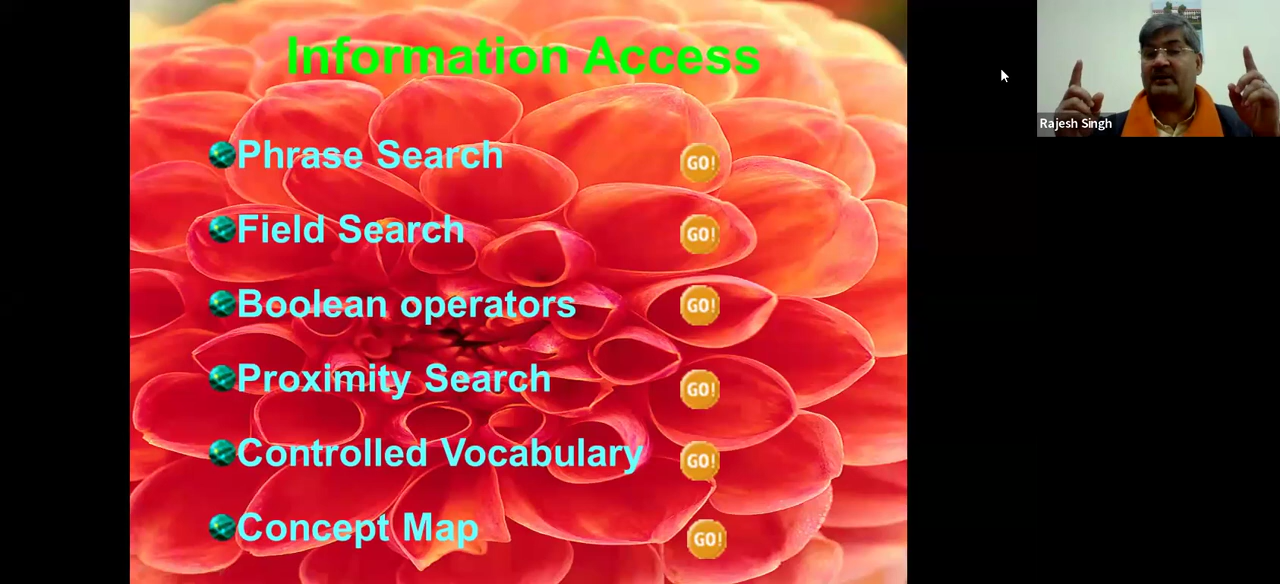 Information Access
Phrase Search GO!
Field Search GO!
Boolean operators GO!
Proximity Search GO!
Controlled Vocabulary GO!
Concept Map GO!
Rajesh Singh